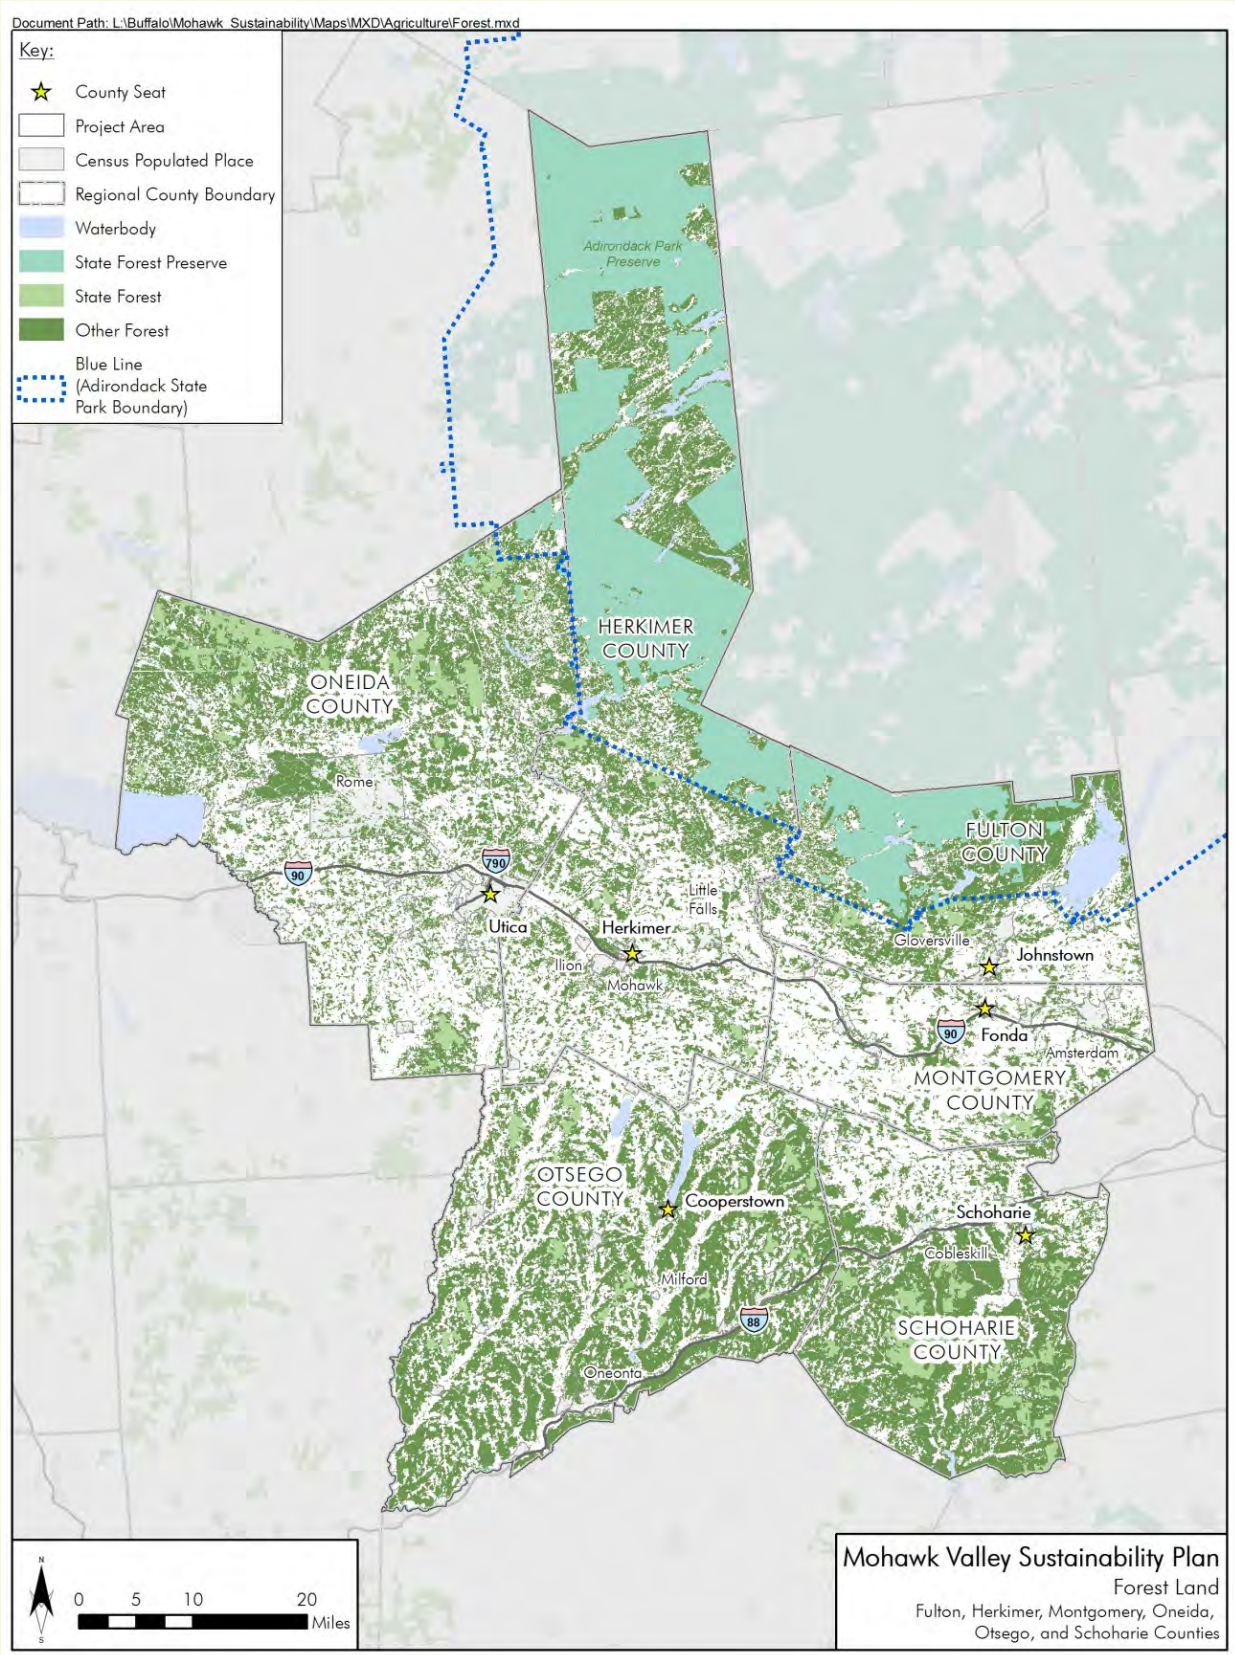 Document Path: L:\Buffalo\Mohawk_Sustainability\Maps\MXD\Agriculture\Forest.mxd
Key:
County Seat
Project Area
Census Populated Place
Regional County Boundary
Waterbody
State Forest Preserve
State Forest
Other Forest
Blue Line
(Adirondack State
Park Boundary)
Adirondack Park
Preserve
HERKIMER
COUNTY
ONEIDA
COUNTY
Rome
FULTON
COUNTY
90
790
Utica
Little
Falls
Herkimer
Ilion
Mohawk
Gloversville
Johnstown
90
Fonda
Amsterdam
MONTGOMERY
COUNTY
OTSEGO
COUNTY
Cooperstown
Schoharie
Cobleskill
Milford
88
SCHOHARIE
COUNTY
Oneonta
N
S
0 5 10 20
Miles
Mohawk Valley Sustainability Plan
Forest Land
Fulton, Herkimer, Montgomery, Oneida,
Otsego, and Schoharie Counties